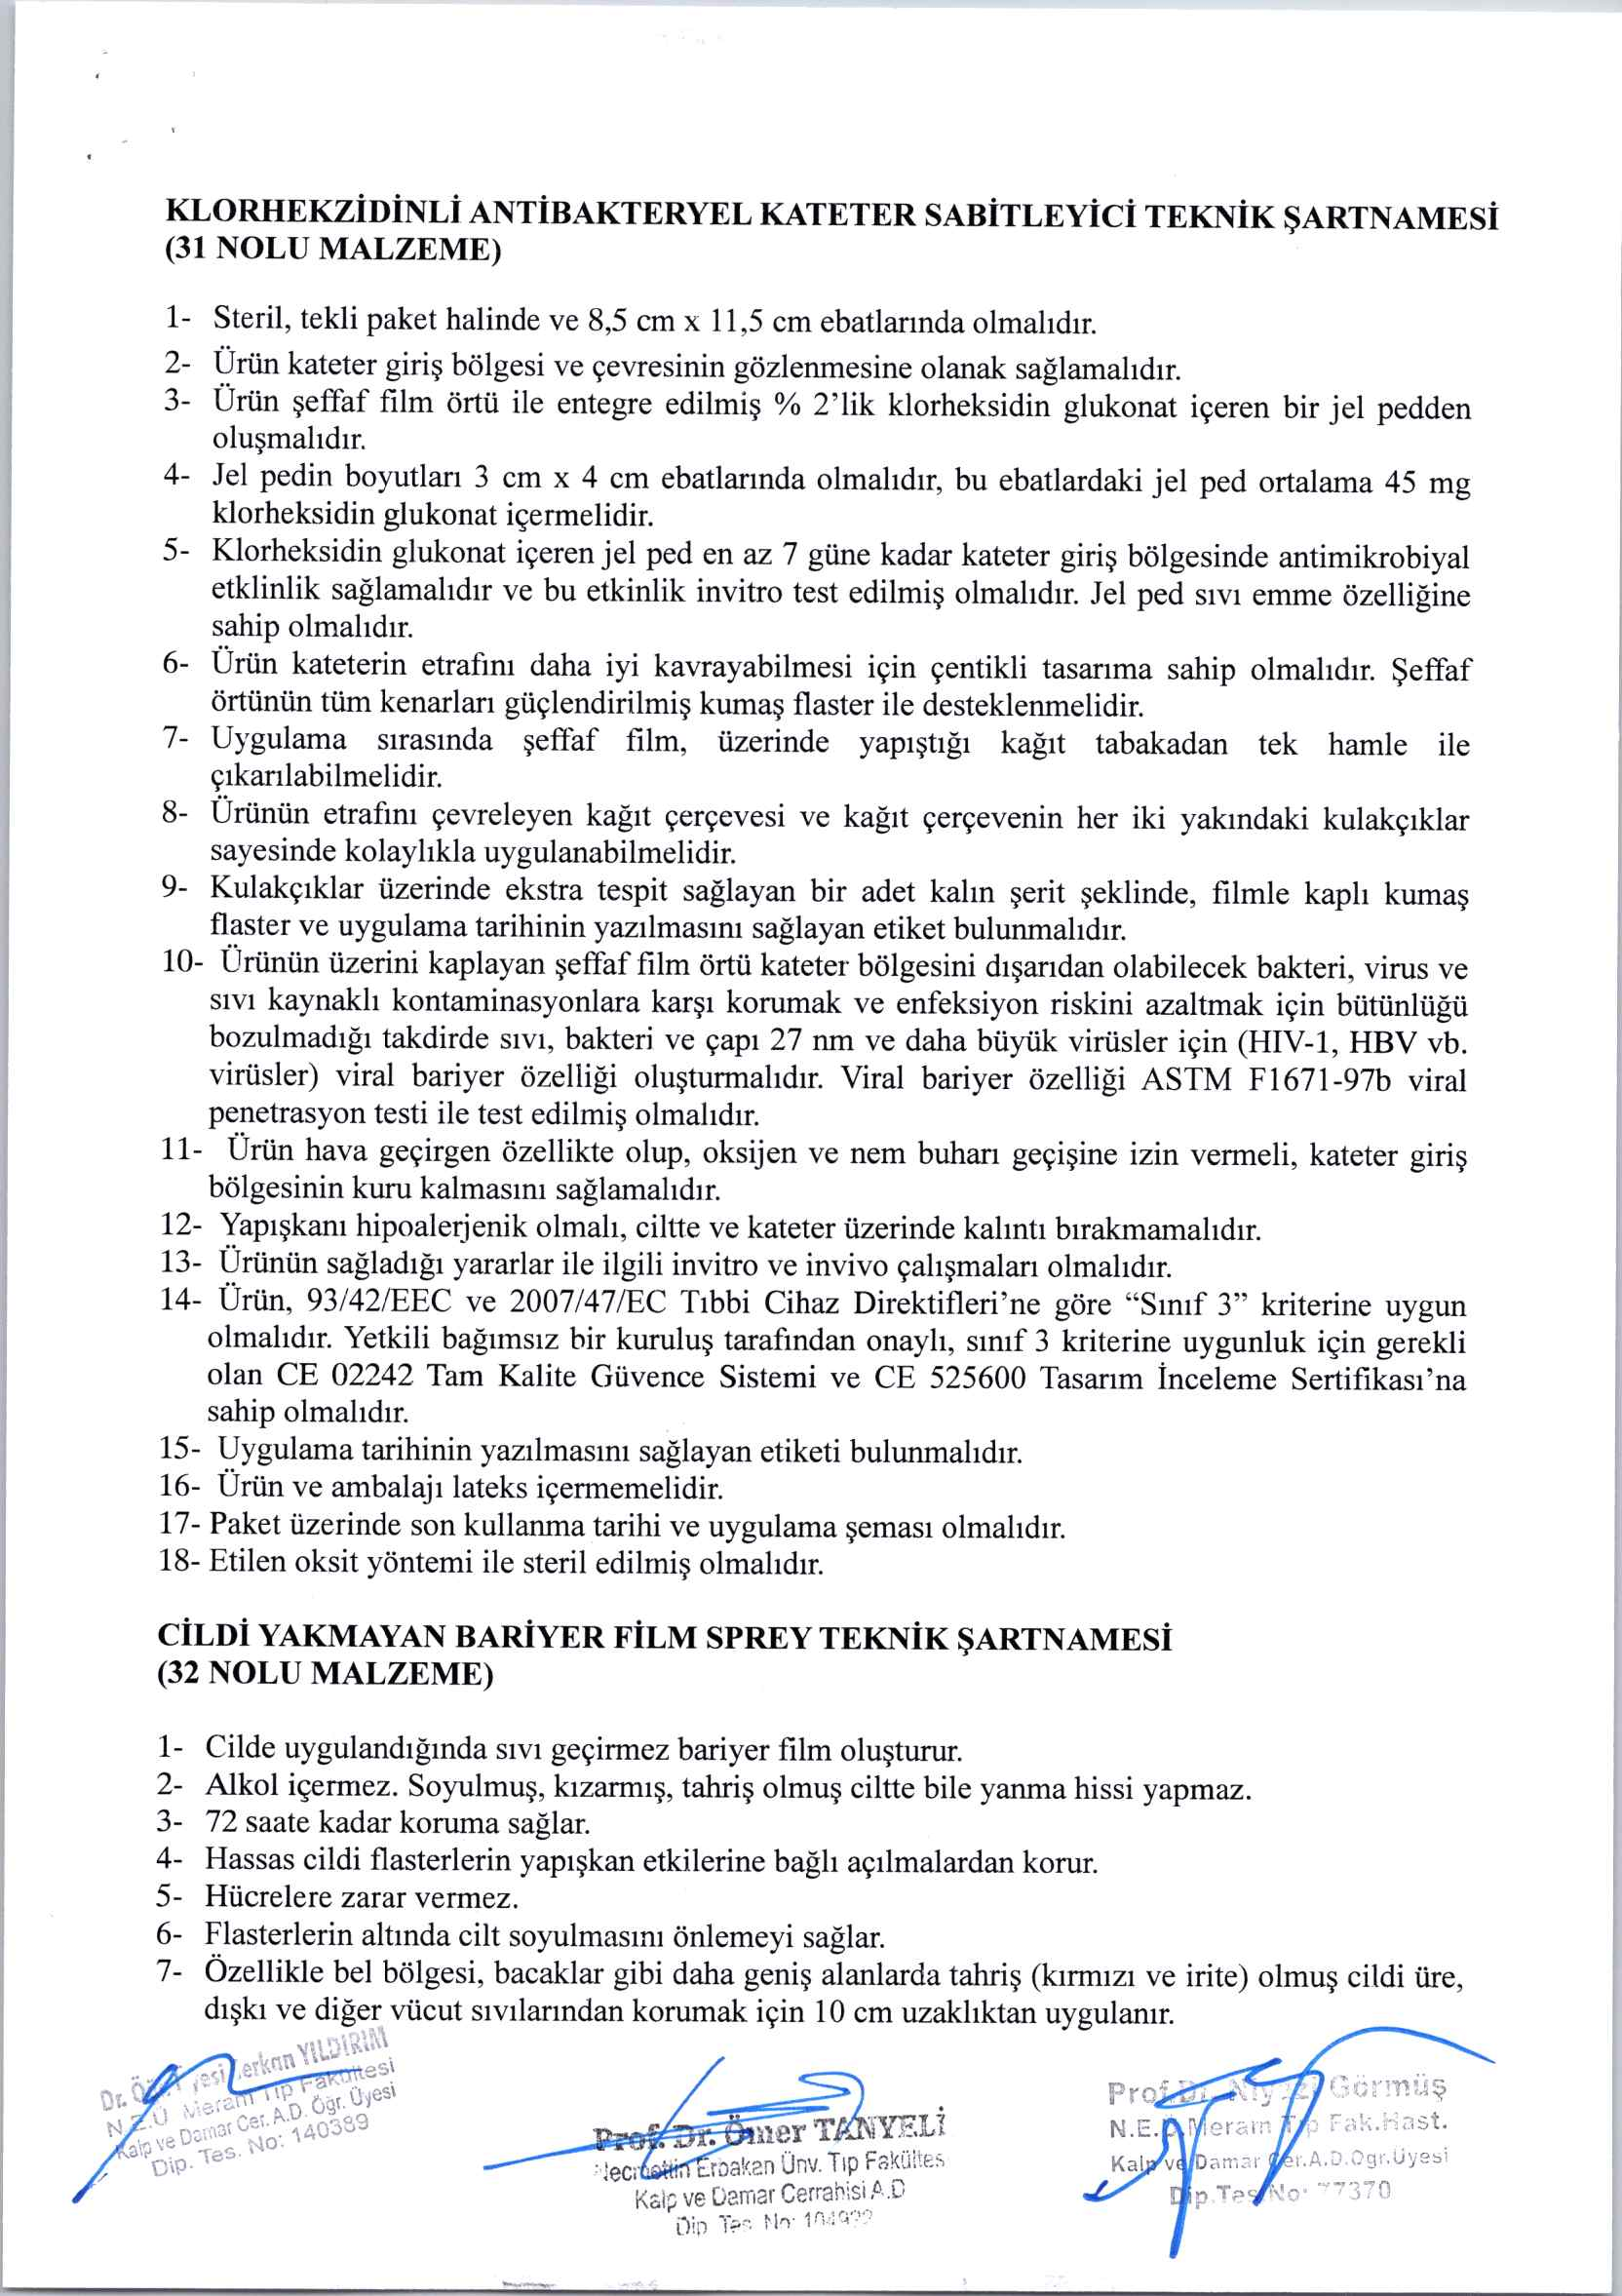 KLORHEKZİDİNLİ ANTİBAKTERYEL KATETER SABİTLEYİCİ TEKNİK ŞARTNAMESİ
(31 NOLU MALZEME)
1- Steril, tekli paket halinde ve 8,5 cm x 11,5 cm ebatlarında olmalıdır.
2- Ürün kateter giriş bölgesi ve çevresinin gözlenmesine olanak sağlamalıdır.
3- Ürün şeffaf film örtü ile entegre edilmiş % 2’lik klorheksidin glukonat içeren bir jel pedden
oluşmalıdır.
4- Jel pedin boyutları 3 cm x 4 cm ebatlarında olmalıdır, bu ebatlardaki jel ped ortalama 45 mg
klorheksidin glukonat içermelidir.
5- Klorheksidin glukonat içeren jel ped en az 7 güne kadar kateter giriş bölgesinde antimikrobiyal
etklinlik sağlamalıdır ve bu etkinlik invitro test edilmiş olmalıdır. Jel ped sıvı emme özelliğine
sahip olmalıdır.
6- Ürün kateterin etrafını daha iyi kavrayabilmesi için çentikli tasarıma sahip olmalıdır. Şeffaf
örtünün tüm kenarları güçlendirilmiş kumaş flaster ile desteklenmelidir.
7- Uygulama sırasında şeffaf film, üzerinde yapıştığı kağıt tabakadan tek hamle ile
çıkarılabilmelidir.
8- Ürünün etrafını çevreleyen kağıt çerçevesi ve kağıt çerçevenin her iki yakındaki kulakçıklar
sayesinde kolaylıkla uygulanabilmelidir.
9- Kulakçıklar üzerinde ekstra tespit sağlayan bir adet kalın şerit şeklinde, filmle kaplı kumaş
flaster ve uygulama tarihinin yazılmasını sağlayan etiket bulunmalıdır.
10- Ürünün üzerini kaplayan şeffaf film örtü kateter bölgesini dışarıdan olabilecek bakteri, virus ve
sıvı kaynaklı kontaminasyonlara karşı korumak ve enfeksiyon riskini azaltmak için bütünlüğü
bozulmadığı takdirde sıvı, bakteri ve çapı 27 nm ve daha büyük virüsler için (HIV-1, HBV vb.
virüsler) viral bariyer özelliği oluşturmalıdır. Viral bariyer özelliği ASTM F1671-97b viral
penetrasyon testi ile test edilmiş olmalıdır.
11- Ürün hava geçirgen özellikte olup, oksijen ve nem buharı geçişine izin vermeli, kateter giriş
bölgesinin kuru kalmasını sağlamalıdır.
12- Yapışkanı hipoalerjenik olmalı, ciltte ve kateter üzerinde kalıntı bırakmamalıdır.
13- Ürünün sağladığı yararlar ile ilgili invitro ve invivo çalışmaları olmalıdır.
14- Ürün, 93/42/EEC ve 2007/47/EC Tıbbi Cihaz Direktifleri’ne göre “Sınıf 3” kriterine uygun
olmalıdır. Yetkili bağımsız bir kuruluş tarafından onaylı, sınıf 3 kriterine uygunluk için gerekli
olan CE 02242 Tam Kalite Güvence Sistemi ve CE 525600 Tasarım İnceleme Sertifikası’na
sahip olmalıdır.
15- Uygulama tarihinin yazılmasını sağlayan etiketi bulunmalıdır.
16- Ürün ve ambalajı lateks içermemelidir.
17- Paket üzerinde son kullanma tarihi ve uygulama şeması olmalıdır.
18- Etilen oksit yöntemi ile steril edilmiş olmalıdır.
CİLDİ YAKMAYAN BARİYER FİLM SPREY TEKNİK ŞARTNAMESİ
(32 NOLU MALZEME)
1- Cilde uygulandığında sıvı geçirmez bariyer film oluşturur.
2- Alkol içermez. Soyulmuş, kızarmış, tahriş olmuş ciltte bile yanma hissi yapmaz.
3- 72 saate kadar koruma sağlar.
4- Hassas cildi flasterlerin yapışkan etkilerine bağlı açılmalardan korur.
5- Hücrelere zarar vermez.
6- Flasterlerin altında cilt soyulmasını önlemeyi sağlar.
7- Özellikle bel bölgesi, bacaklar gibi daha geniş alanlarda tahriş (kırmızı ve irite) olmuş cildi üre,
dışkı ve diğer vücut sıvılarından korumak için 10 cm uzaklıktan uygulanır.
Dr. YILDIRIM
N.E.Ü Meram Tıp Fakültesi
Kalp ve Damar Cer. A.D. Öğr. Üyesi
Dip. Tes. No: 140389
Prof. Dr. Ömer TANYELİ
Necmettin Erbakan Ünv. Tıp Fakültes
Kalp ve Damar Cerrahisi A.D
Dip Tes. No:
Prof. Dr. Görmüş
N.E.Ü. Meram Tıp Fak.Hast.
Kalp ve Damar Cer.A.D.Ogr.Uyesi
Dip.Tes No: 77370